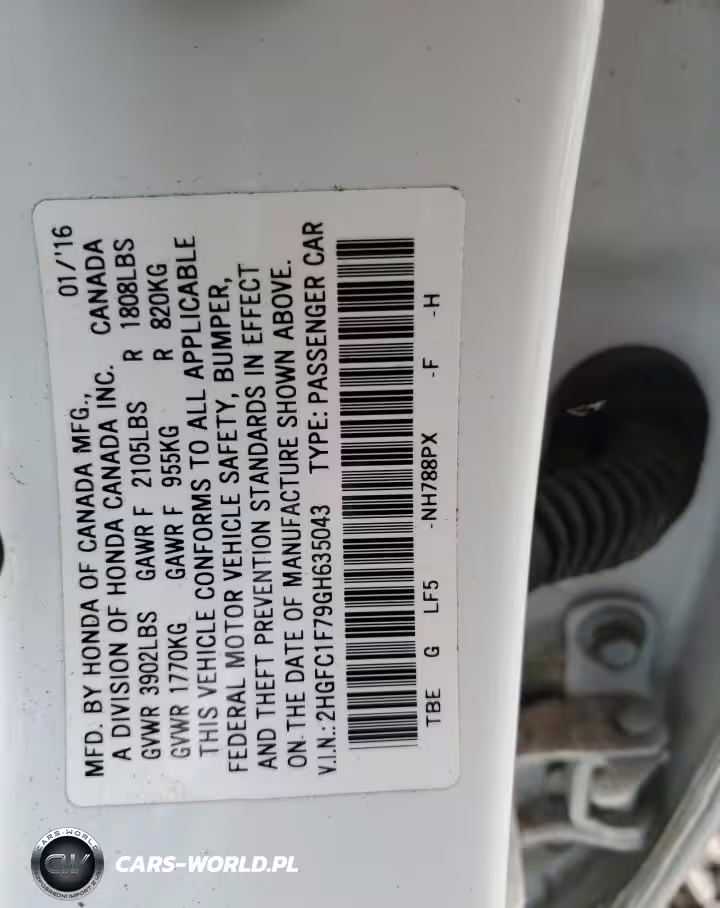 MFD. BY HONDA OF CANADA MFG., 01/'16
A DIVISION OF HONDA CANADA INC. CANADA
GVWR 3902LBS GAWR F 2105LBS R 1808LBS
GVWR 1770KG GAWR F 955KG R 820KG
THIS VEHICLE CONFORMS TO ALL APPLICABLE
FEDERAL MOTOR VEHICLE SAFETY, BUMPER,
AND THEFT PREVENTION STANDARDS IN EFFECT
ON THE DATE OF MANUFACTURE SHOWN ABOVE.
V.I.N.: 2HGFC1F79GH635043 TYPE: PASSENGER CAR
TBE G LF5 -NH788PX -F -H
CARS-WORLD
CW
CARS-WORLD.PL